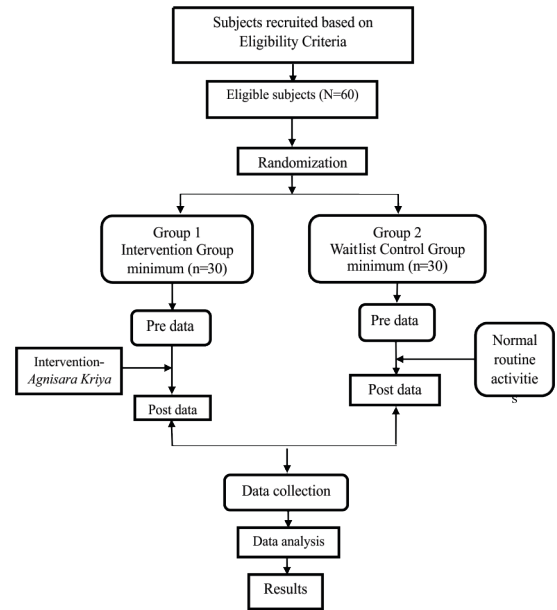 Subjects recruited based on
Eligibility Criteria
Eligible subjects (N=60)
Randomization
Group 1
Intervention Group
minimum (n=30)
Group 2
Waitlist Control Group
minimum (n=30)
Pre data
Pre data
Intervention-
Agnisara Kriya
Normal
routine
activitie
s
Post data
Post data
Data collection
Data analysis
Results